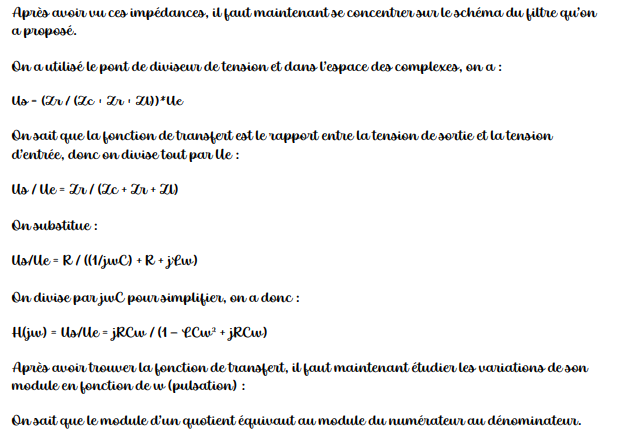 Après avoir vu ces impédances, il faut maintenant se concentrer sur le schéma du filtre qu'on
a proposé.
On a utilisé le pont de diviseur de tension et dans l'espace des complexes, on a :
Us = (Zr / (Zc + Zr + Zl))*Ue
On sait que la fonction de transfert est le rapport entre la tension de sortie et la tension
d'entrée, donc on divise tout par Ue :
Us / Ue = Zr / (Zc + Zr + Zl)
On substitue :
Us/Ue = R / ((1/jwC) + R + jLw)
On divise par jwC pour simplifier, on a donc :
H(jw) = Us/Ue = jRCw / (1 – LCw² + jRCw)
Après avoir trouver la fonction de transfert, il faut maintenant étudier les variations de son
module en fonction de w (pulsation) :
On sait que le module d'un quotient équivaut au module du numérateur au dénominateur.